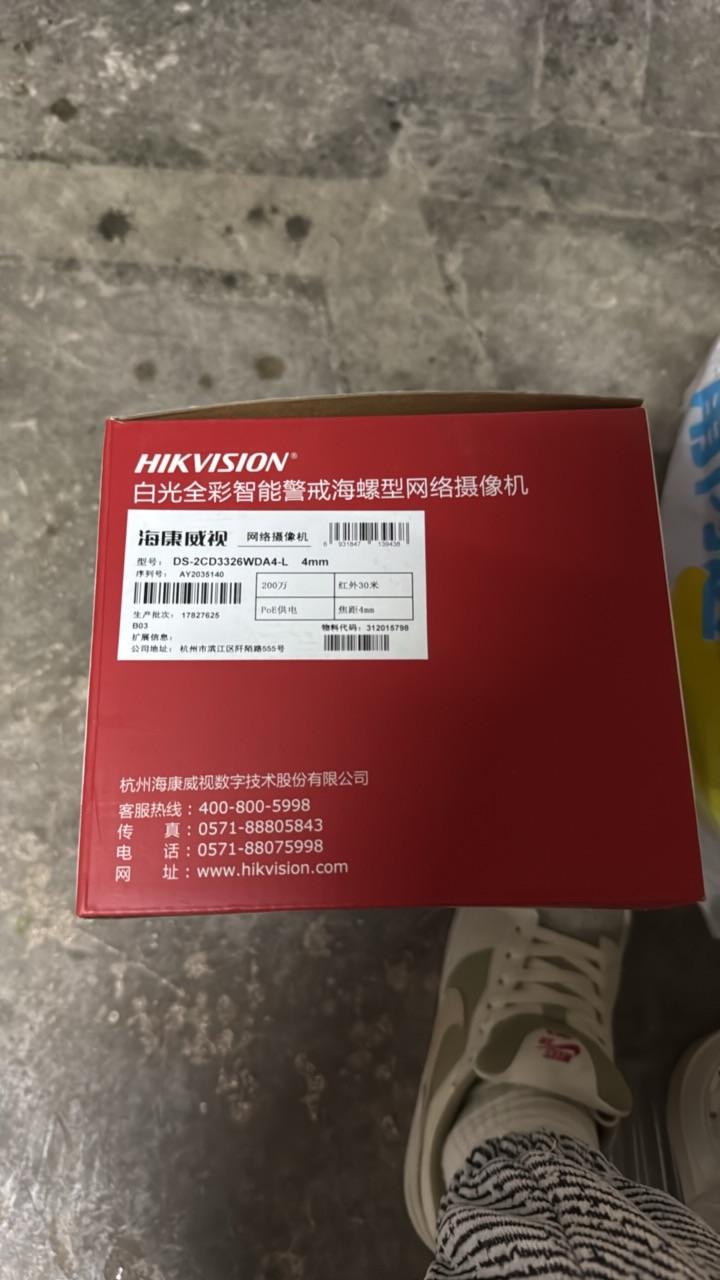 HIKVISION®
白光全彩智能警戒海螺型网络摄像机
海康威视 网络摄像机
6 931847 139438
型号： DS-2CD3326WDA4-L 4mm
序列号： AY2035140
200万 红外30米
PoE供电 焦距4mm
生产批次： 17827625
B03
物料代码：312015798
扩展信息：
公司地址： 杭州市滨江区阡陌路555号
杭州海康威视数字技术股份有限公司
客服热线：400-800-5998
传 真：0571-88805843
电 话：0571-88075998
网 址：www.hikvision.com